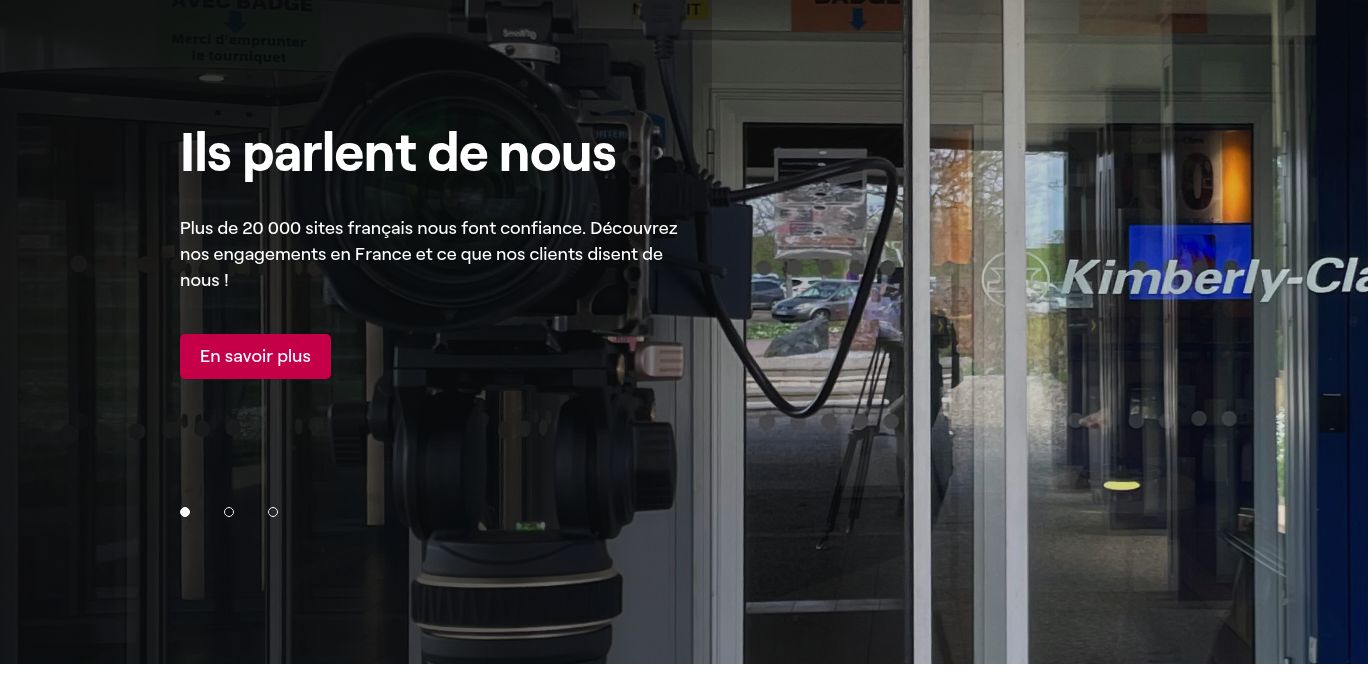 AVEC BADGE
Merci d'emprunter
le tourniquet
SmallRig
BADGE
Ils parlent de nous
100
Plus de 20 000 sites français nous font confiance. Découvrez
nos engagements en France et ce que nos clients disent de
nous !
Kimberly-Cla
En savoir plus